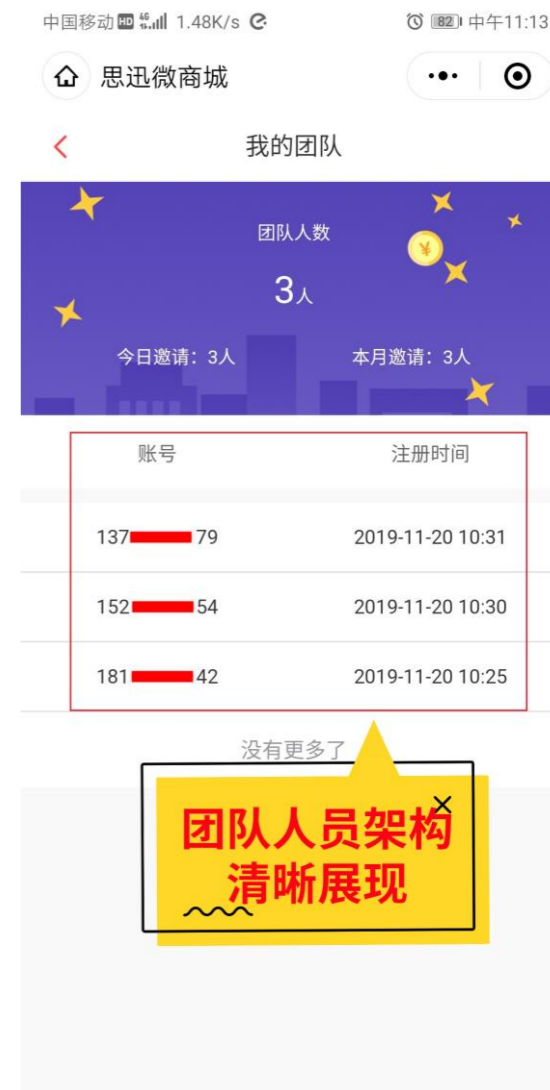 中国移动 HD 46 1.48K/s 82 中午11:13
思迅微商城
我的团队
团队人数
¥
3人
今日邀请：3人 本月邀请：3人
账号 注册时间
137 79 2019-11-20 10:31
152 54 2019-11-20 10:30
181 42 2019-11-20 10:25
没有更多了
团队人员架构
清晰展现